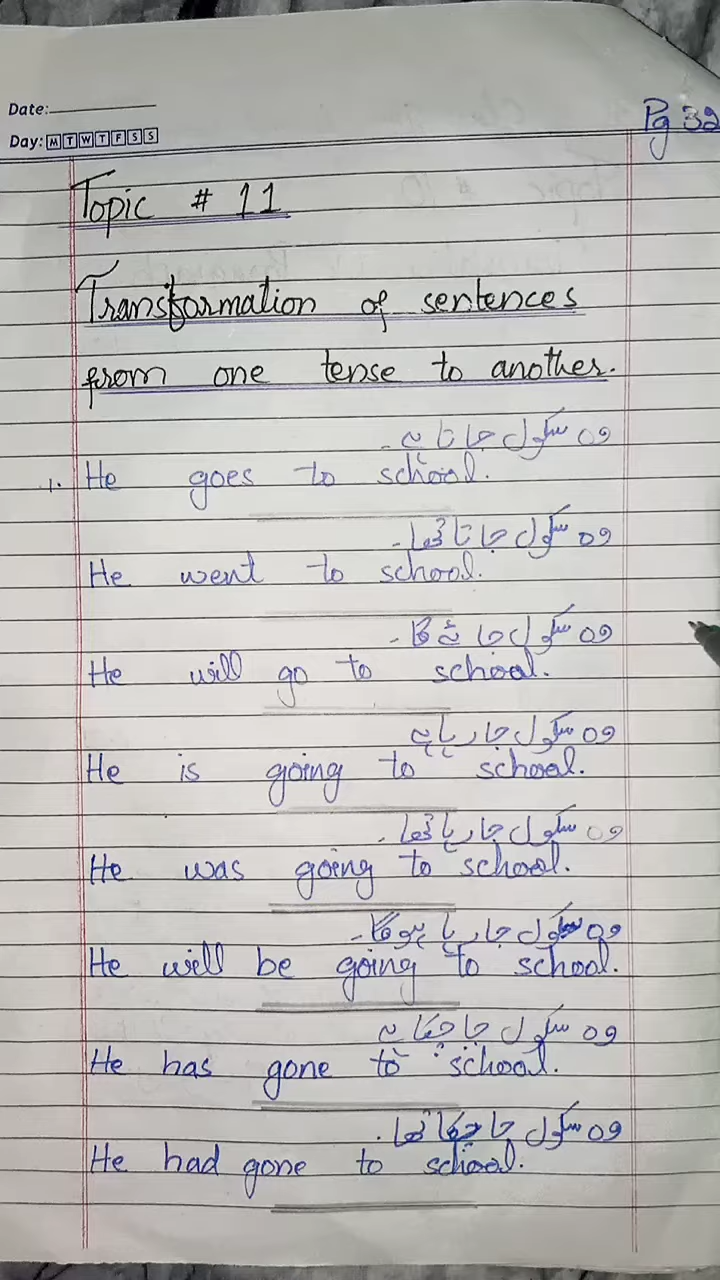 Date:
Day: M T W T F S S
Pg 32
Topic # 11
Transformation of sentences
from one tense to another.
وہ سکول جاتا ہے۔
1. He goes to school.
وہ سکول جاتا تھا۔
He went to school.
وہ سکول جائے گا۔
He will go to school.
وہ سکول جا رہا ہے
He is going to school.
وہ سکول جا رہا تھا۔
He was going to school.
وہ سکول جا رہا ہوگا۔
He will be going to school.
وہ سکول جا چکا ہے
He has gone to school.
وہ سکول جا چکا تھا۔
He had gone to school.